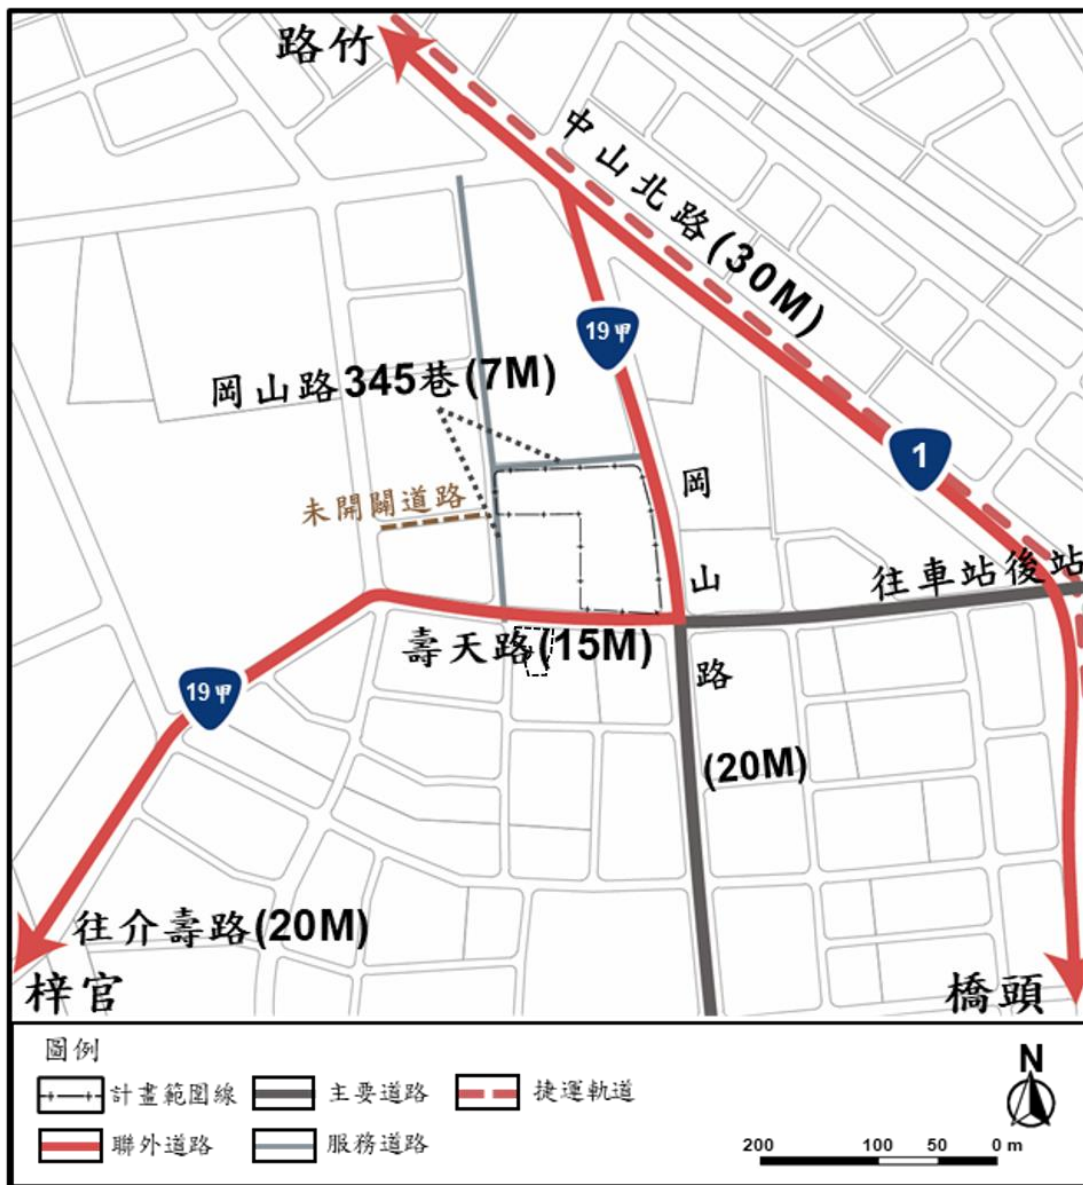 路竹
中山北路(30M)
19甲
岡山路345巷(7M)
1
岡山路
(20M)
未開闢道路
往車站後站
壽天路(15M)
19甲
往介壽路(20M)
梓官
橋頭
圖例
計畫範圍線
主要道路
捷運軌道
聯外道路
服務道路
N
200 100 50 0 m